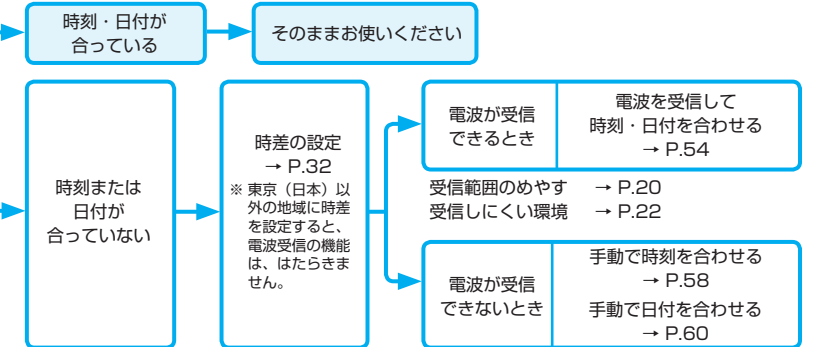 時刻・日付が
合っている
そのままお使いください
時刻または
日付が
合っていない
時差の設定
→ P.32
※ 東京（日本）以
外の地域に時差
を設定すると、
電波受信の機能
は、はたらきま
せん。
電波が受信
できるとき
電波を受信して
時刻・日付を合わせる
→ P.54
受信範囲のめやす → P.20
受信しにくい環境 → P.22
電波が受信
できないとき
手動で時刻を合わせる
→ P.58
手動で日付を合わせる
→ P.60